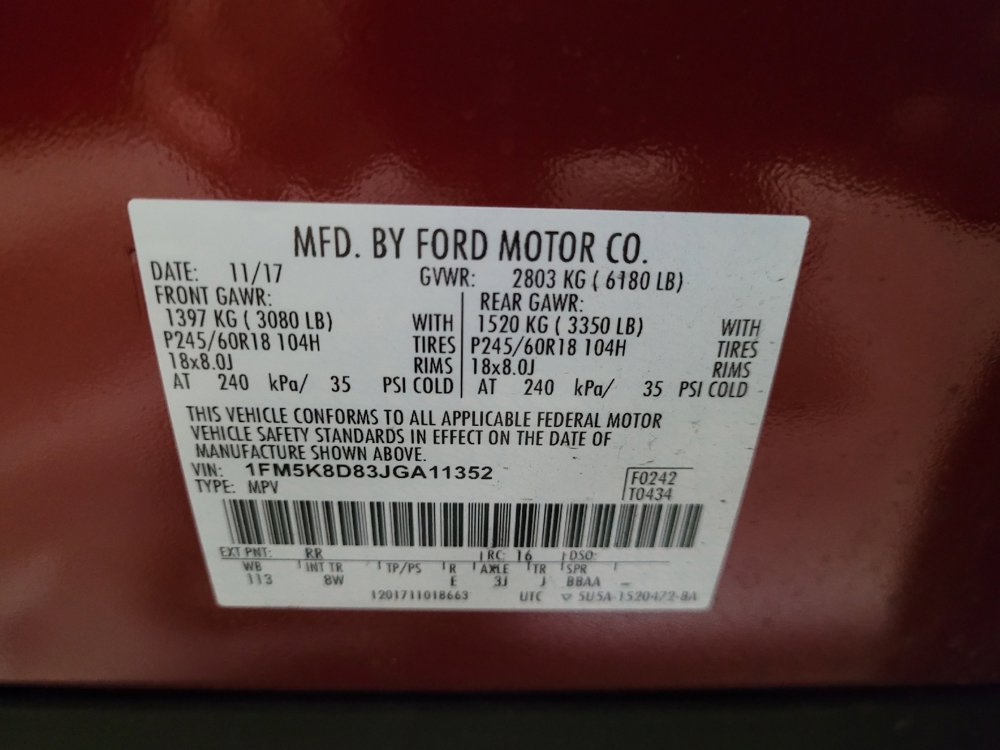 MFD. BY FORD MOTOR CO.
DATE: 11/17 GVWR: 2803 KG ( 6180 LB)
FRONT GAWR: REAR GAWR:
1397 KG ( 3080 LB) WITH 1520 KG ( 3350 LB) WITH
P245/60R18 104H TIRES P245/60R18 104H TIRES
18x8.0J RIMS 18x8.0J RIMS
AT 240 kPa/ 35 PSI COLD AT 240 kPa/ 35 PSI COLD
THIS VEHICLE CONFORMS TO ALL APPLICABLE FEDERAL MOTOR
VEHICLE SAFETY STANDARDS IN EFFECT ON THE DATE OF
MANUFACTURE SHOWN ABOVE.
VIN: 1FM5K8D83JGA11352 F0242
TYPE: MPV T0434
EXT PNT: RR RC: 16 DSO:
WB INT TR TP/PS R AXLE TR SPR
113 8W E 3J J BBAA –
1201711018663 UTC ▽ 5U5A-1520472-BA